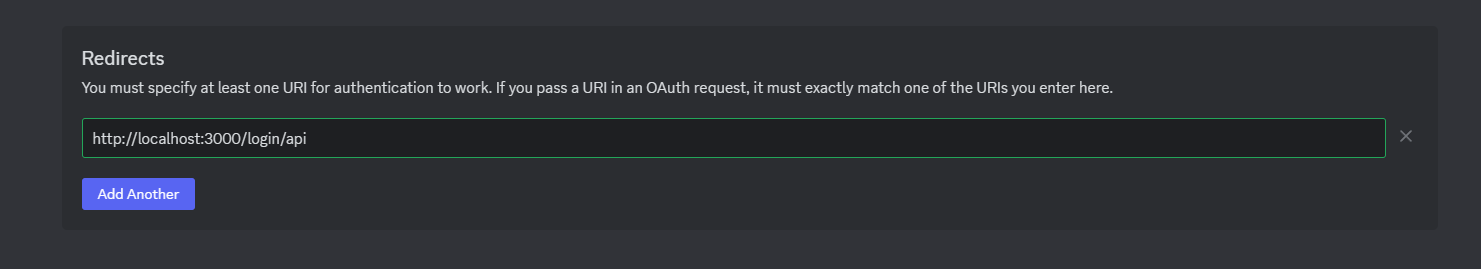 Redirects
You must specify at least one URI for authentication to work. If you pass a URI in an OAuth request, it must exactly match one of the URIs you enter here.
http://localhost:3000/login/api
Add Another